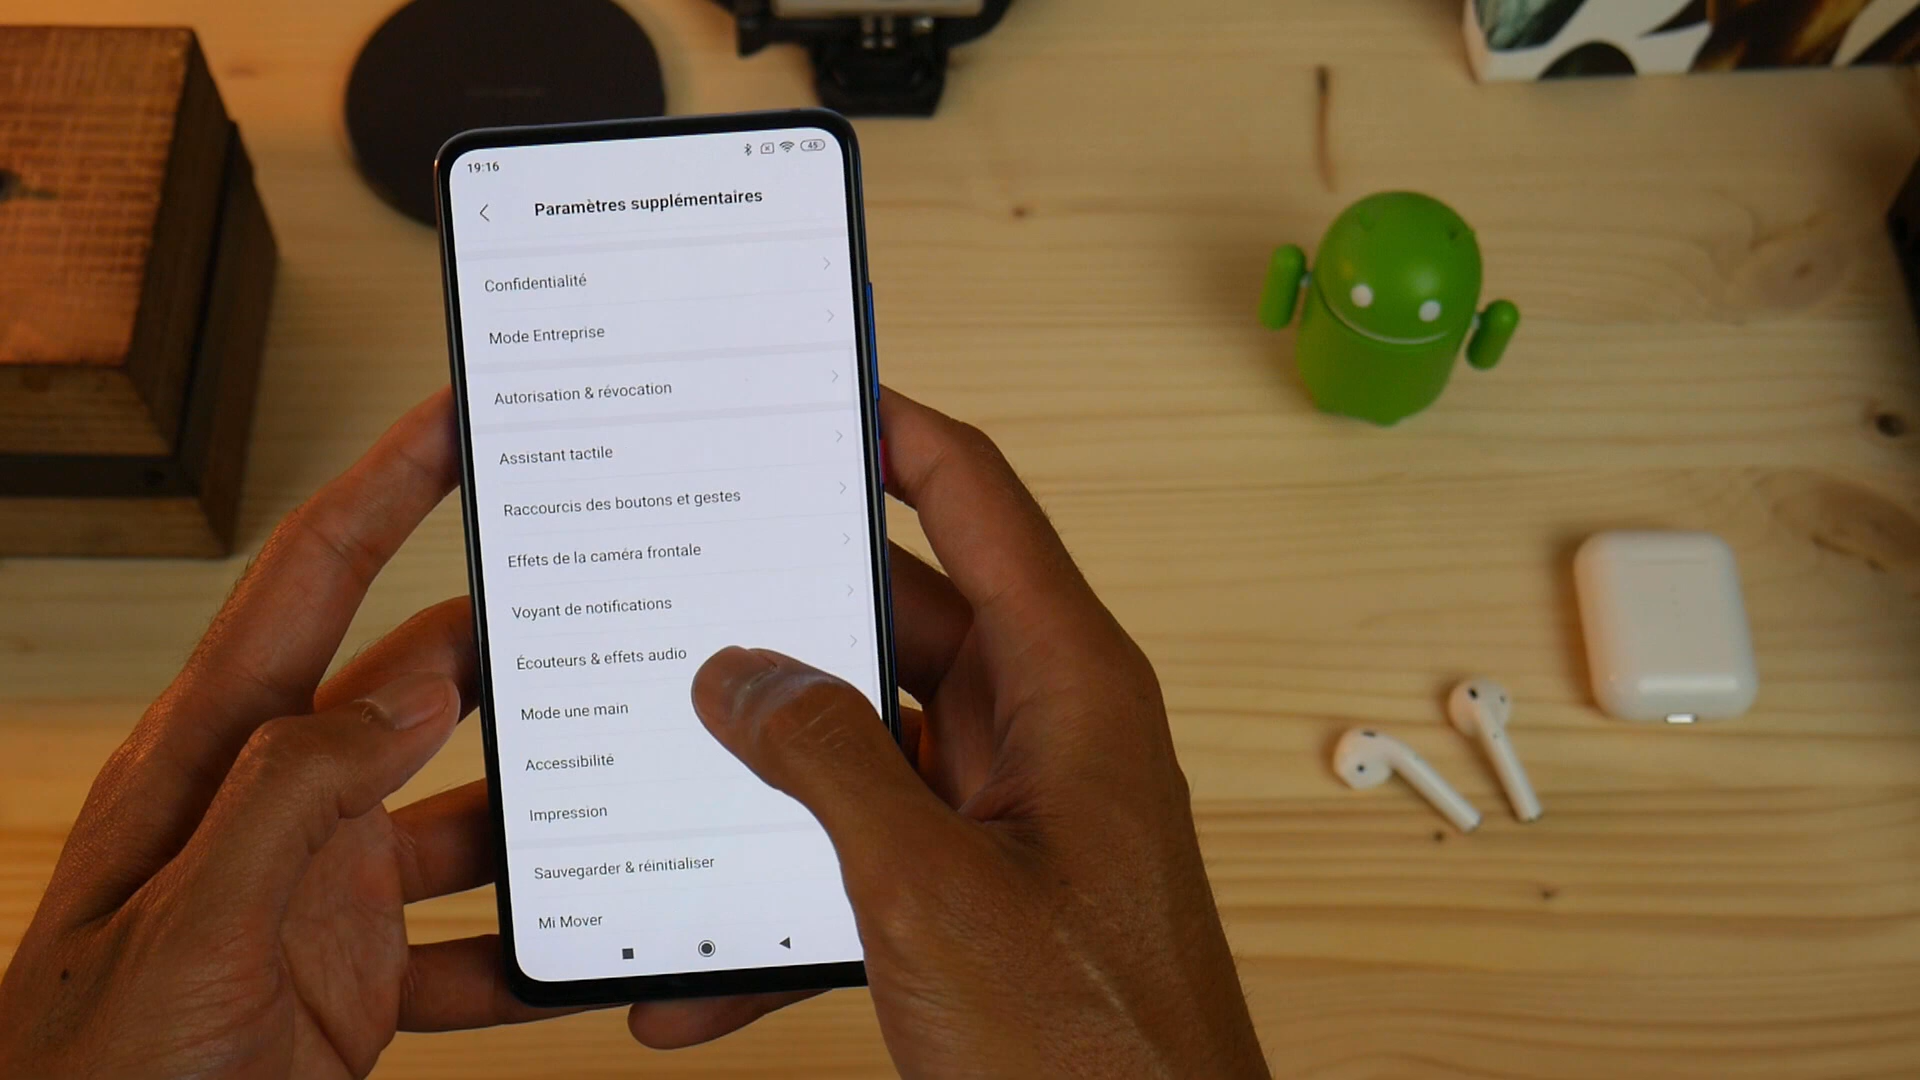 19:16
45
Paramètres supplémentaires
Confidentialité
Mode Entreprise
Autorisation & révocation
Assistant tactile
Raccourcis des boutons et gestes
Effets de la caméra frontale
Voyant de notifications
Écouteurs & effets audio
Mode une main
Accessibilité
Impression
Sauvegarder & réinitialiser
Mi Mover